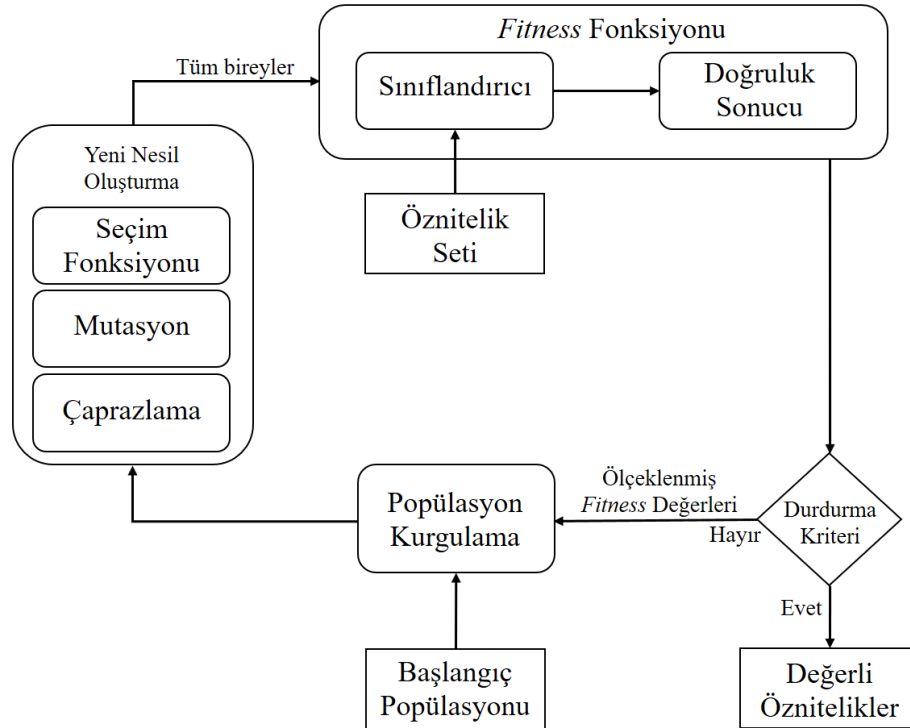 Fitness Fonksiyonu
Tüm bireyler
Sınıflandırıcı
Doğruluk
Sonucu
Yeni Nesil
Oluşturma
Öznitelik
Seti
Seçim
Fonksiyonu
Mutasyon
Çaprazlama
Ölçeklenmiş
Fitness Değerleri
Hayır
Durdurma
Kriteri
Popülasyon
Kurgulama
Evet
Başlangıç
Popülasyonu
Değerli
Öznitelikler